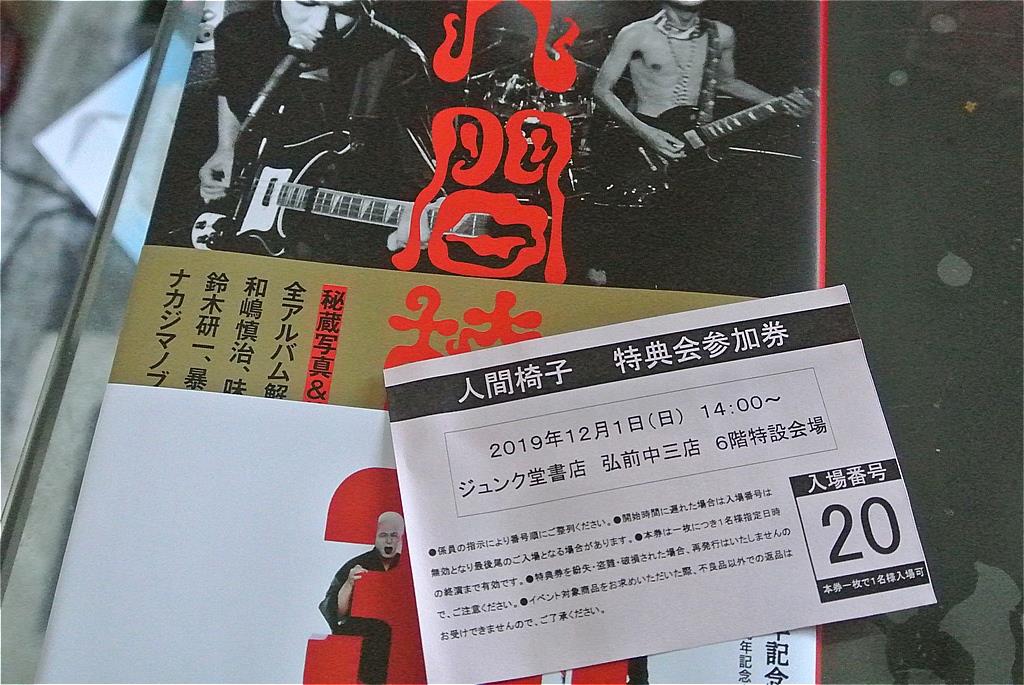 人間椅
秘蔵写真&
全アルバム解
和嶋慎治、味
鈴木研一、暴
ナカジマノブ
人間椅子 特典会参加券
2019年12月1日(日) 14:00~
ジュンク堂書店 弘前中三店 6階特設会場
●係員の指示により番号順にご整列ください。●開始時間に遅れた場合は入場番号は
無効となり最後尾のご入場となる場合があります。●本券は一枚につき1名様指定日時
の終演まで有効です。●特典券を紛失・盗難・破損された場合、再発行はいたしませんの
で、ご注意ください。●イベント対象商品をお求めいただいた際、不良品以外での返品は
お受けできませんので、ご了承ください。
入場番号
20
本券一枚で1名様入場可
年記念
年記念